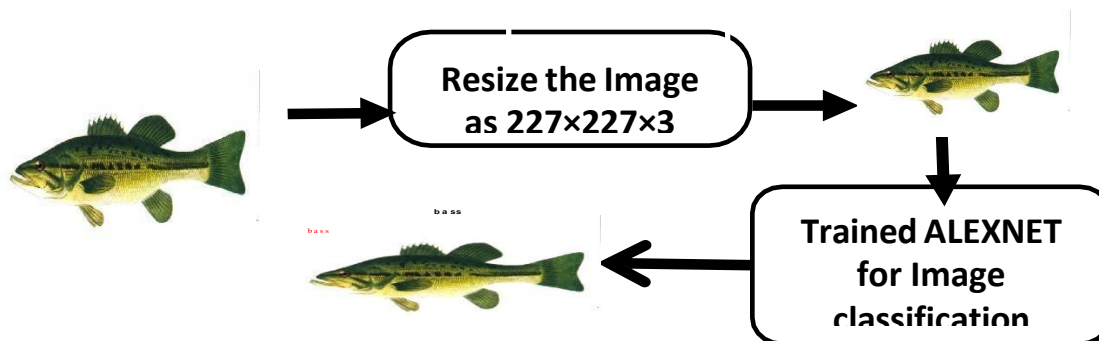 Resize the Image
as 227×227×3
Trained ALEXNET
for Image
classification
bass
bass